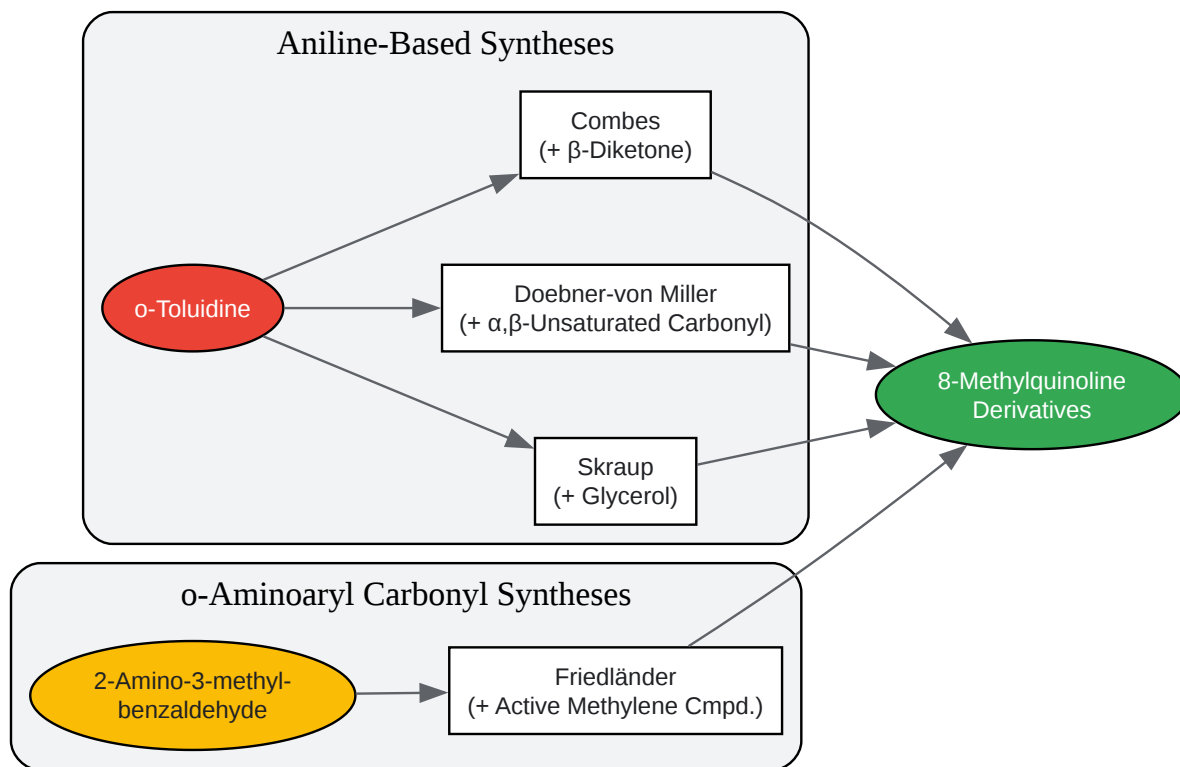 Aniline-Based Syntheses
Combes
(+ β-Diketone)
o-Toluidine
Doebner-von Miller
(+ α,β-Unsaturated Carbonyl)
8-Methylquinoline
Derivatives
Skraup
(+ Glycerol)
o-Aminoaryl Carbonyl Syntheses
2-Amino-3-methyl-
benzaldehyde
Friedländer
(+ Active Methylene Cmpd.)